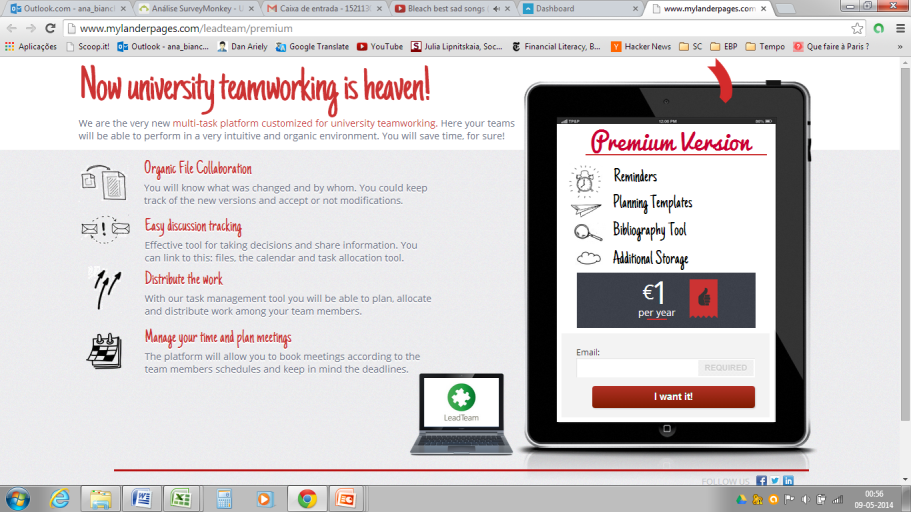 Outlook.com - ana_bianch
Análise SurveyMonkey - U
Caixa de entrada - 1521130
Bleach best sad songs
Dashboard
www.mylanderpages.com
www.mylanderpages.com/leadteam/premium
Aplicações Scoop.it! Outlook - ana_bianc... Dan Ariely Google Translate YouTube Julia Lipnitskaia, Soc... Financial Literacy, B... Hacker News SC EBP Tempo Que faire à Paris ?
Now university teamworking is heaven!
We are the very new multi-task platform customized for university teamworking. Here your teams
will be able to perform in a very intuitive and organic environment. You will save time, for sure!
Organic File Collaboration
You will know what was changed and by whom. You could keep
track of the new versions and accept or not modifications.
Easy discussion tracking
Effective tool for taking decisions and share information. You
can link to this: files, the calendar and task allocation tool.
Distribute the work
With our task management tool you will be able to plan, allocate
and distribute work among your team members.
Manage your time and plan meetings
The platform will allow you to book meetings according to the
team members schedules and keep in mind the deadlines.
LeadTeam
12:00 PM
Premium Version
Reminders
Planning Templates
Bibliography Tool
Additional Storage
€1
per year
Email:
REQUIRED
I want it!
FOLLOW US
00:56
09-05-2014